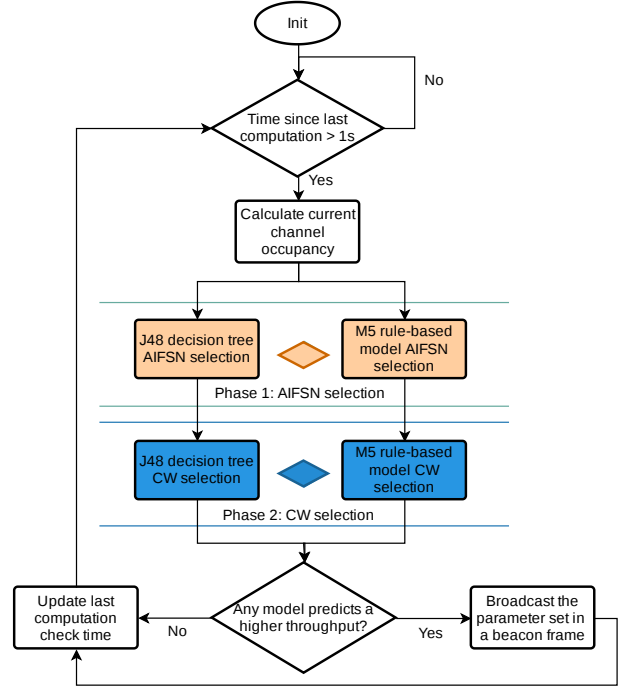 Init
No
Time since last
computation > 1s
Yes
Calculate current
channel
occupancy
J48 decision tree
AIFSN selection
M5 rule-based
model AIFSN
selection
Phase 1: AIFSN selection
J48 decision tree
CW selection
M5 rule-based
model CW
selection
Phase 2: CW selection
Update last
computation
check time
No
Any model predicts a
higher throughput?
Yes
Broadcast the
parameter set in
a beacon frame